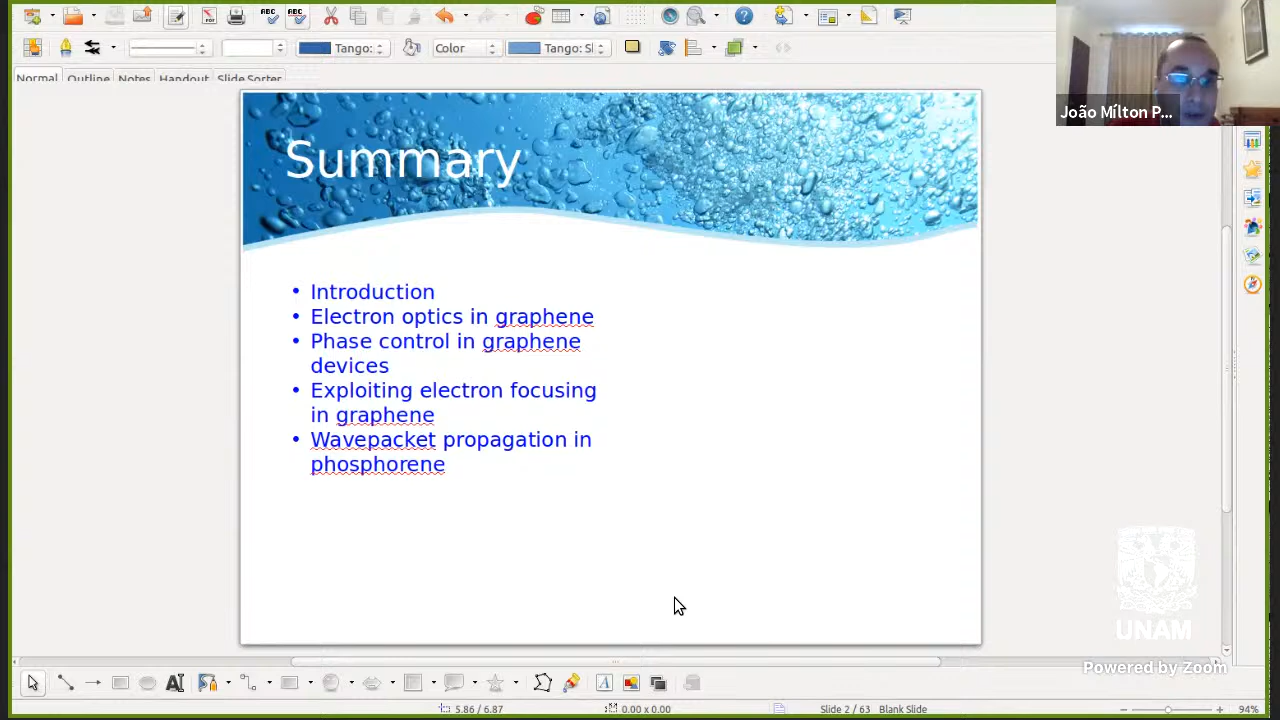 ABC
ABC
Tango:
Color
Tango: Sl
João Mílton P...
Normal
Outline
Notes
Handout
Slide Sorter
Summary
• Introduction
• Electron optics in graphene
• Phase control in graphene
devices
• Exploiting electron focusing
in graphene
• Wavepacket propagation in
phosphorene
UNAM
Powered by Zoom
5.86 / 6.87
0.00 x 0.00
Slide 2 / 63
Blank Slide
94%